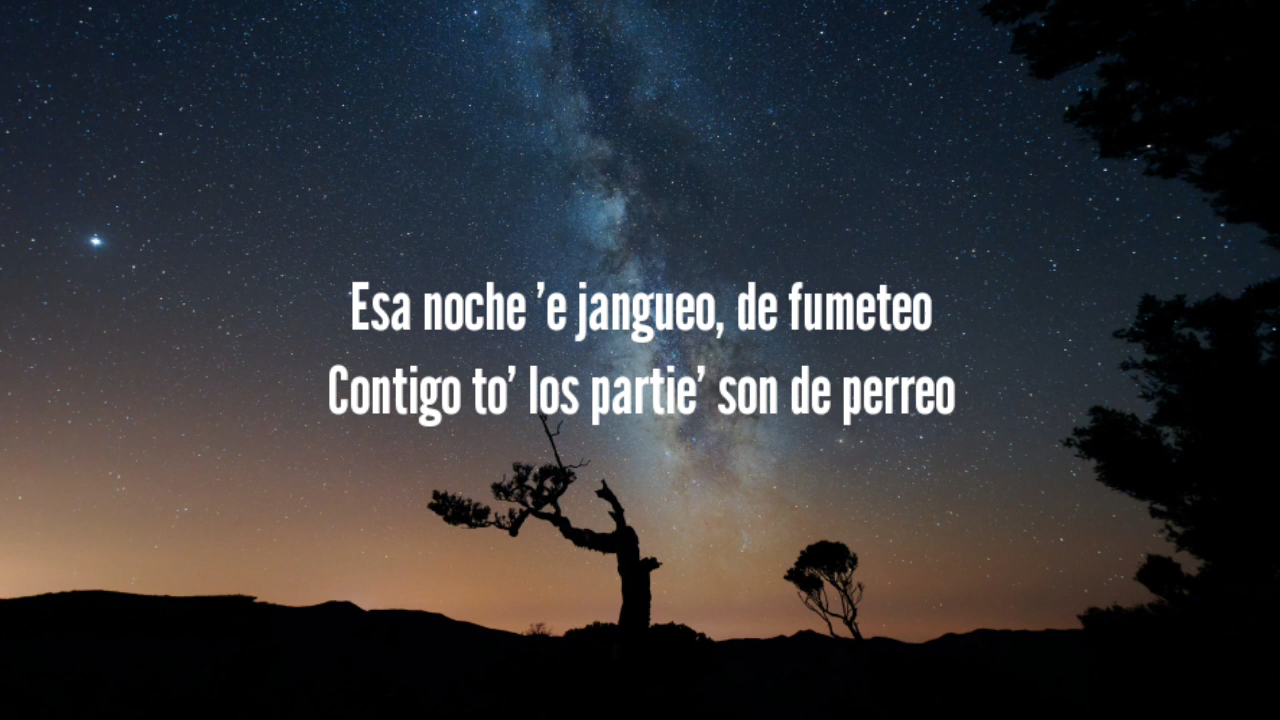 Esa noche ’e jangueo, de fumeteo
Contigo to’ los partie’ son de perreo